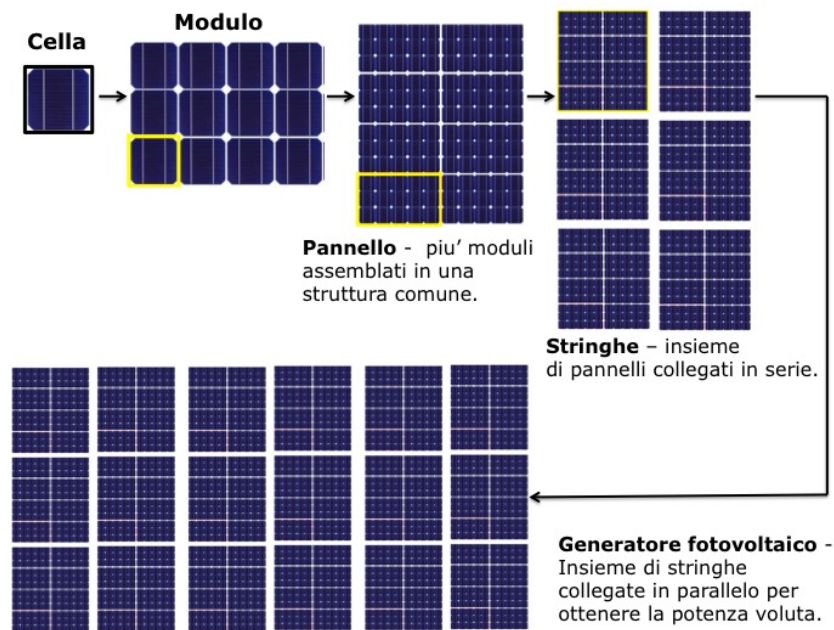 Cella
Modulo
Pannello - piu’ moduli
assemblati in una
struttura comune.
Stringhe – insieme
di pannelli collegati in serie.
Generatore fotovoltaico -
Insieme di stringhe
collegate in parallelo per
ottenere la potenza voluta.